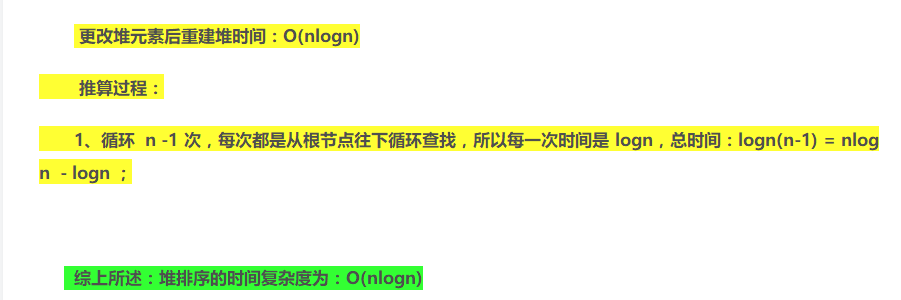 更改堆元素后重建堆时间：O(nlogn)
推算过程：
1、循环 n -1 次，每次都是从根节点往下循环查找，所以每一次时间是 logn，总时间：logn(n-1) = nlog
n - logn ；
综上所述：堆排序的时间复杂度为：O(nlogn)